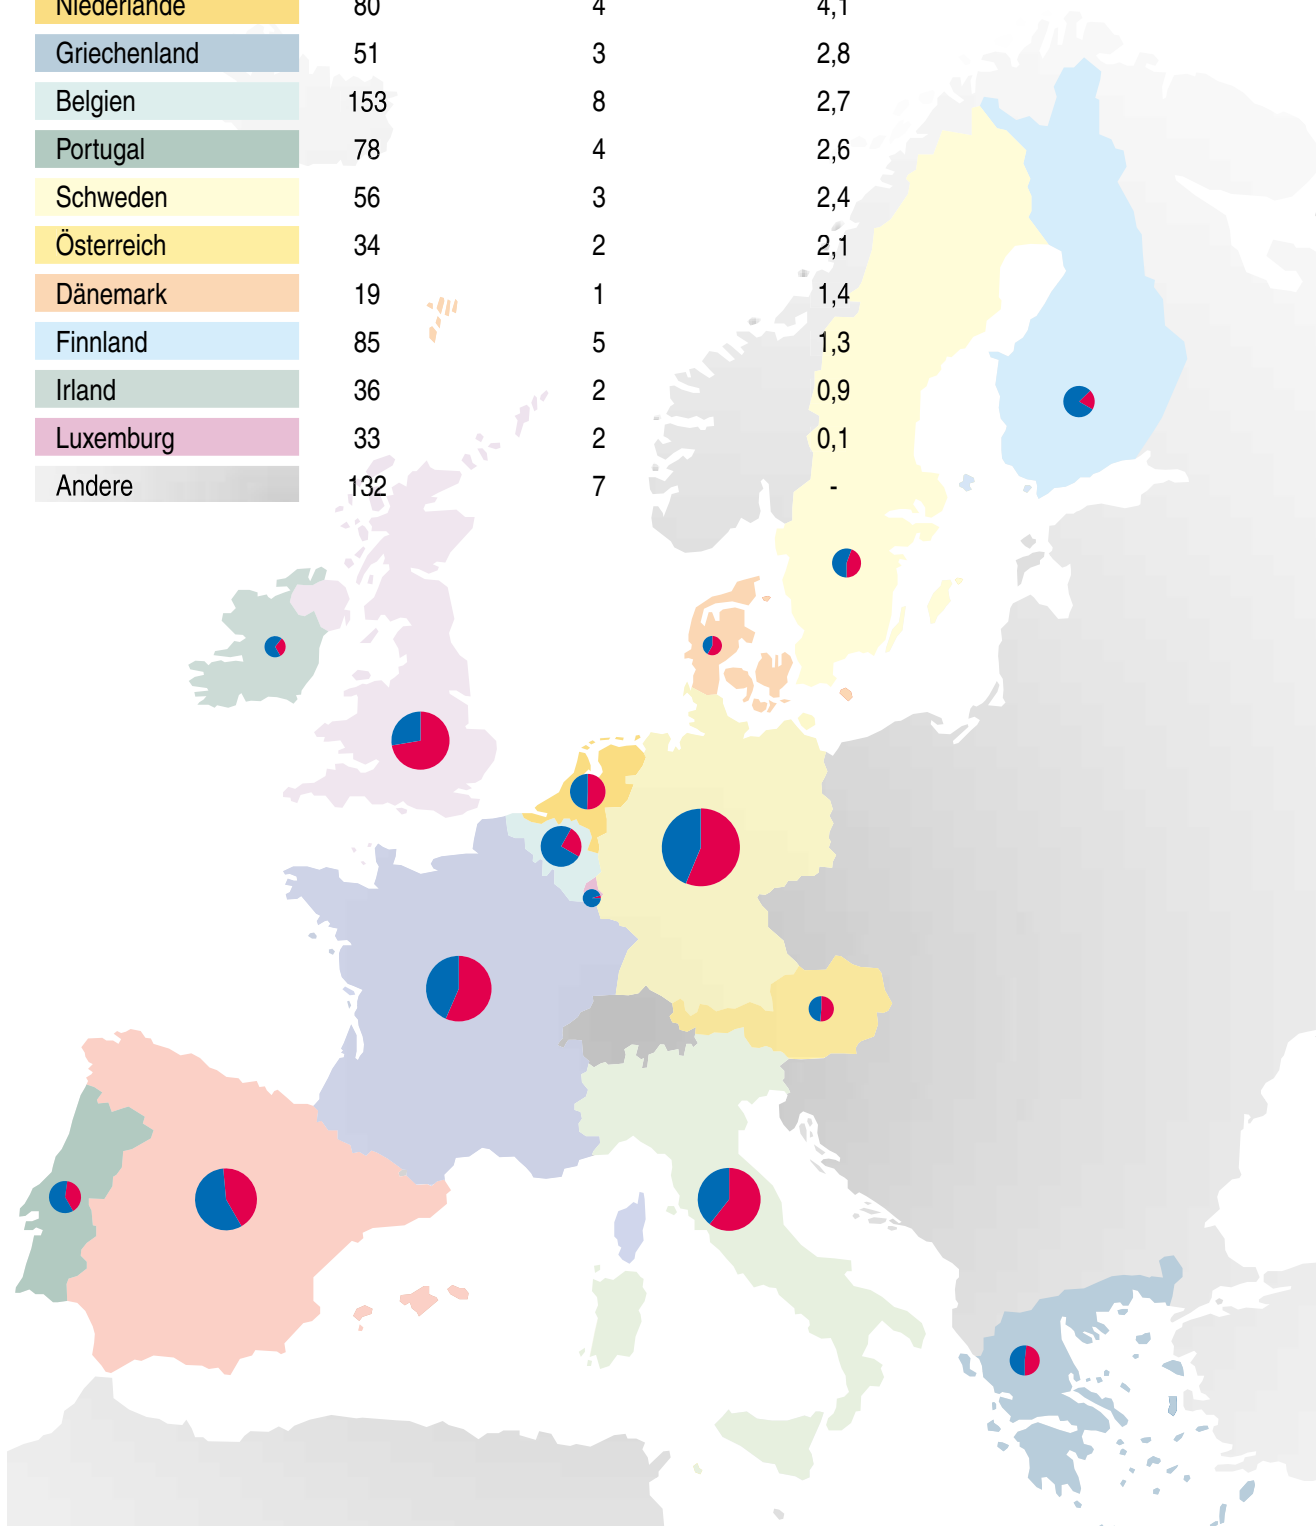 Niederlande 80 4 4,1
Griechenland 51 3 2,8
Belgien 153 8 2,7
Portugal 78 4 2,6
Schweden 56 3 2,4
Österreich 34 2 2,1
Dänemark 19 1 1,4
Finnland 85 5 1,3
Irland 36 2 0,9
Luxemburg 33 2 0,1
Andere 132 7 -